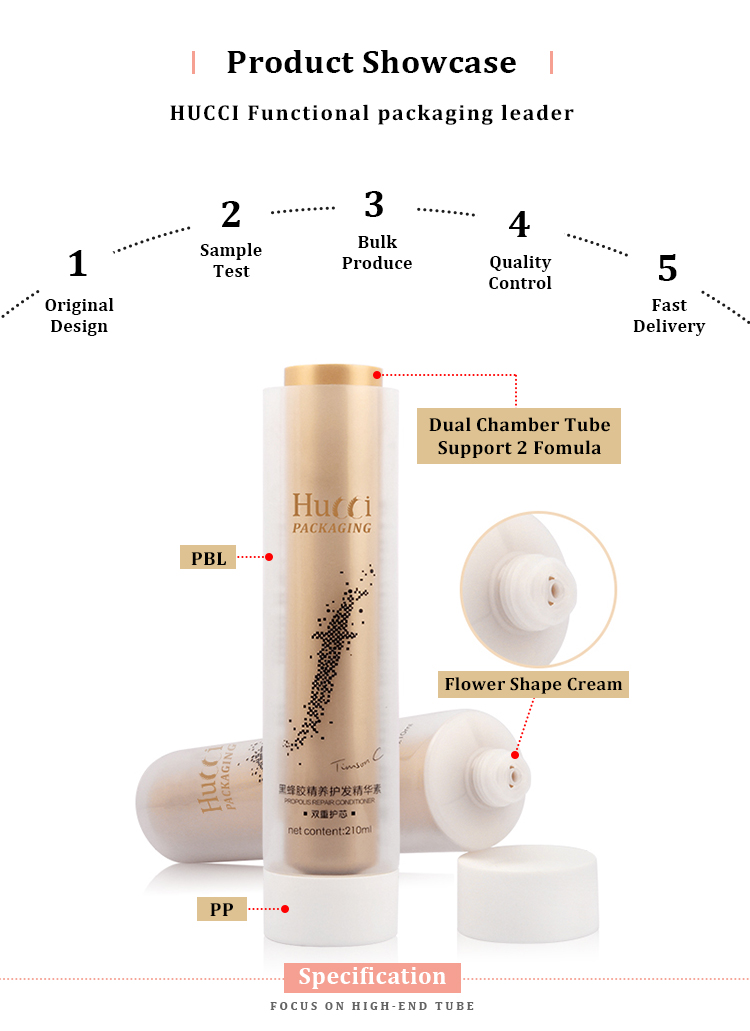 Product Showcase
HUCCI Functional packaging leader
1
Original
Design
2
Sample
Test
3
Bulk
Produce
4
Quality
Control
5
Fast
Delivery
Dual Chamber Tube
Support 2 Fomula
Hucci
PACKAGING
PBL
Flower Shape Cream
Hucci
PACKAGING
Timson C
黑蜂胶精养护发精华素
PROPOLIS REPAIR CONDITIONER
▪ 双重护芯 ▪
net content:210ml
PP
Specification
FOCUS ON HIGH-END TUBE